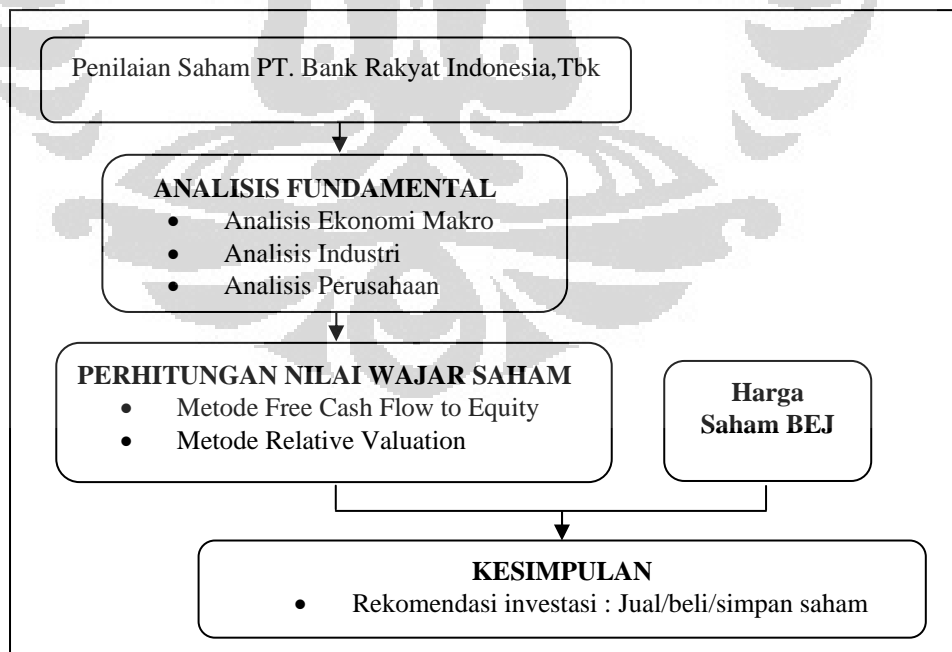 Penilaian Saham PT. Bank Rakyat Indonesia,Tbk
ANALISIS FUNDAMENTAL
• Analisis Ekonomi Makro
• Analisis Industri
• Analisis Perusahaan
PERHITUNGAN NILAI WAJAR SAHAM
• Metode Free Cash Flow to Equity
• Metode Relative Valuation
Harga
Saham BEJ
KESIMPULAN
• Rekomendasi investasi : Jual/beli/simpan saham